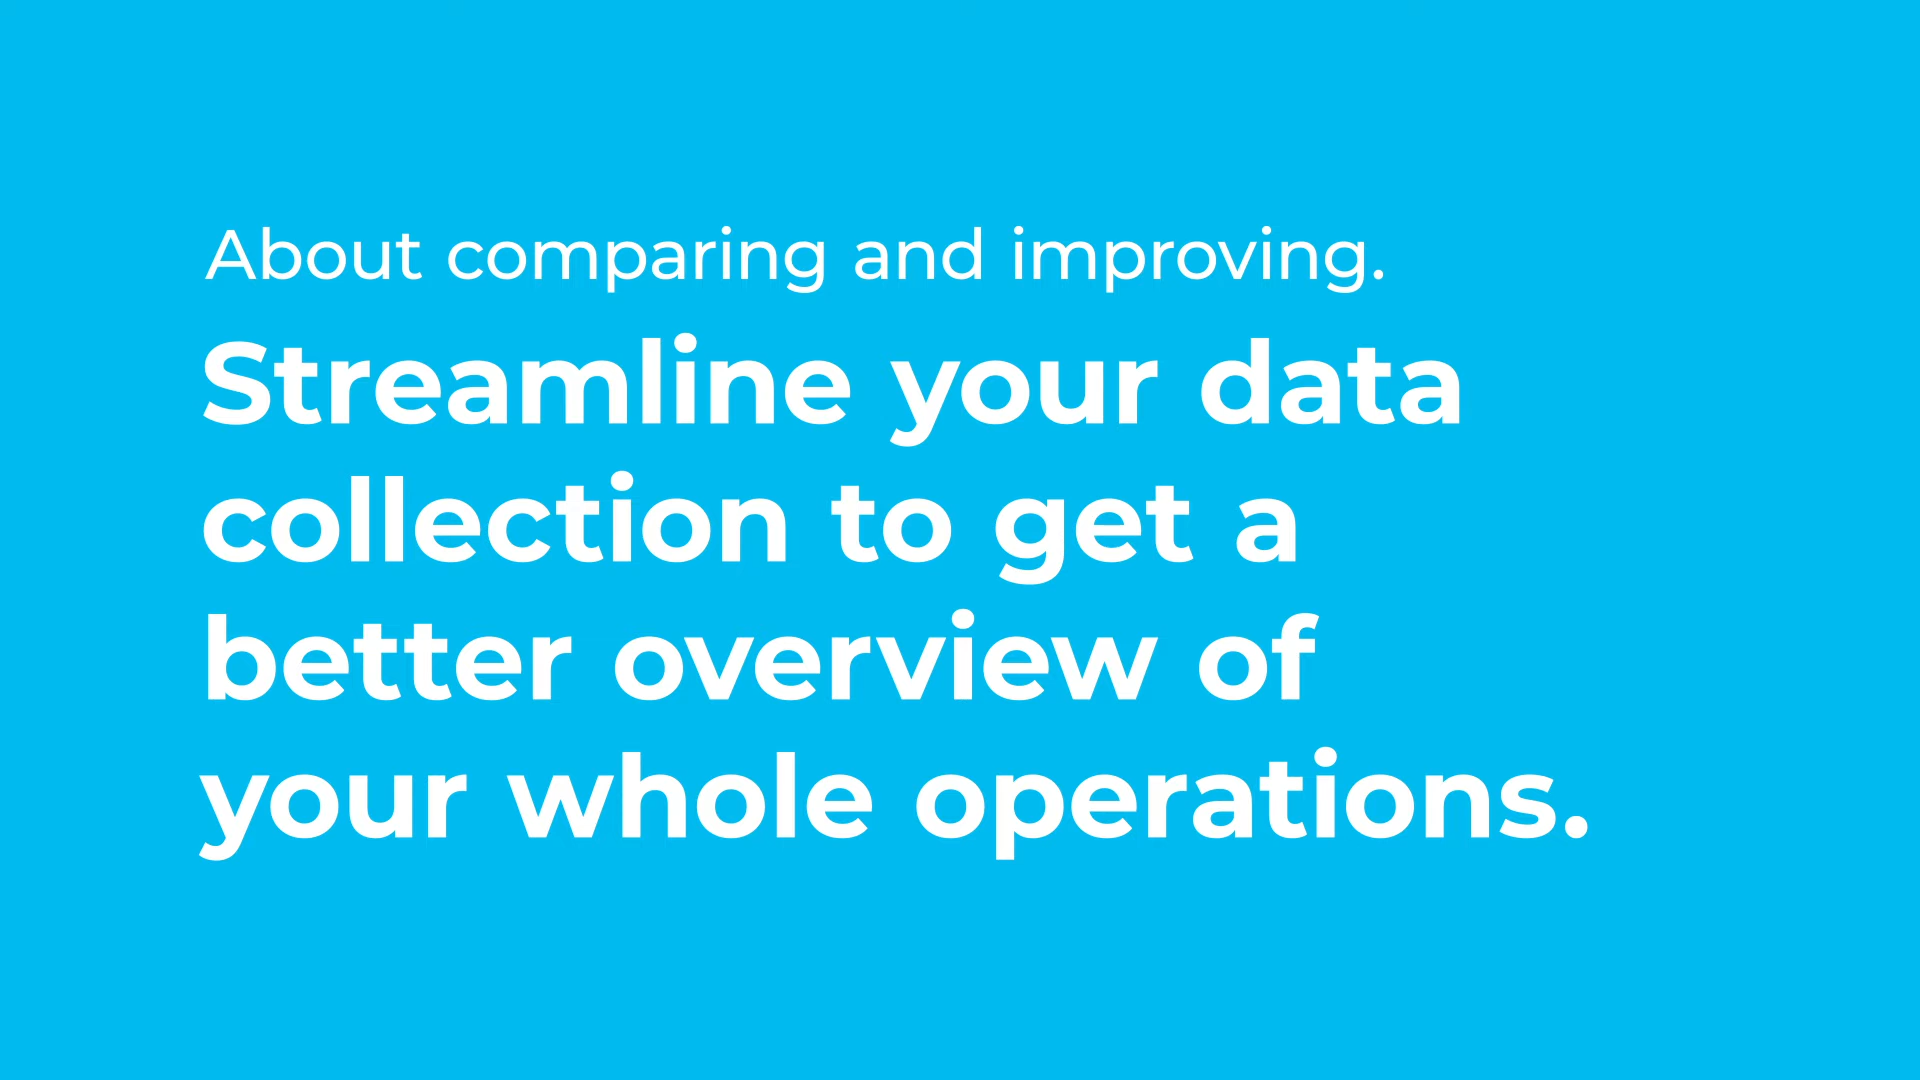 About comparing and improving.
Streamline your data
collection to get a
better overview of
your whole operations.